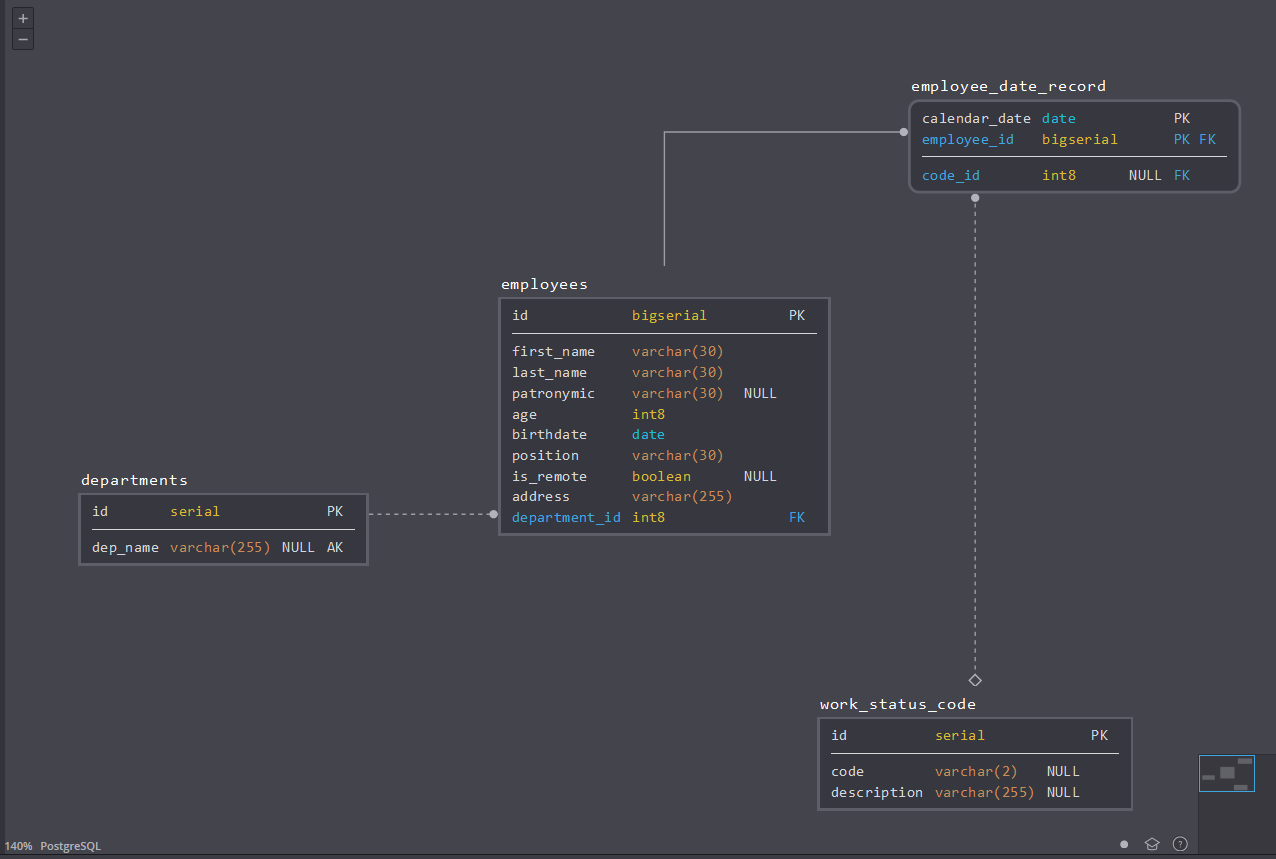 +
−
employee_date_record
calendar_date date PK
employee_id bigserial PK FK
code_id int8 NULL FK
employees
id bigserial PK
first_name varchar(30)
last_name varchar(30)
patronymic varchar(30) NULL
age int8
birthdate date
position varchar(30)
is_remote boolean NULL
address varchar(255)
department_id int8 FK
departments
id serial PK
dep_name varchar(255) NULL AK
work_status_code
id serial PK
code varchar(2) NULL
description varchar(255) NULL
140% PostgreSQL
?